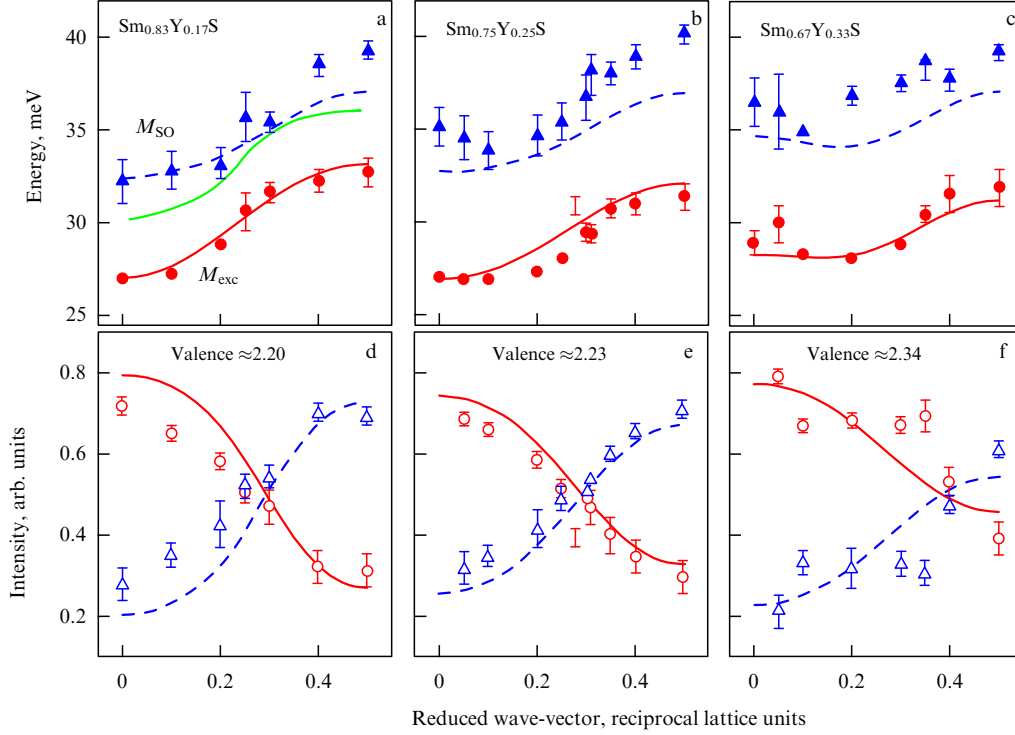 Sm0.83Y0.17S
a
Sm0.75Y0.25S
b
Sm0.67Y0.33S
c
40
35
30
25
Energy, meV
MSO
Mexc
Valence ≈2.20
d
Valence ≈2.23
e
Valence ≈2.34
f
0.8
0.6
0.4
0.2
Intensity, arb. units
0 0.2 0.4
0 0.2 0.4
0 0.2 0.4
Reduced wave-vector, reciprocal lattice units